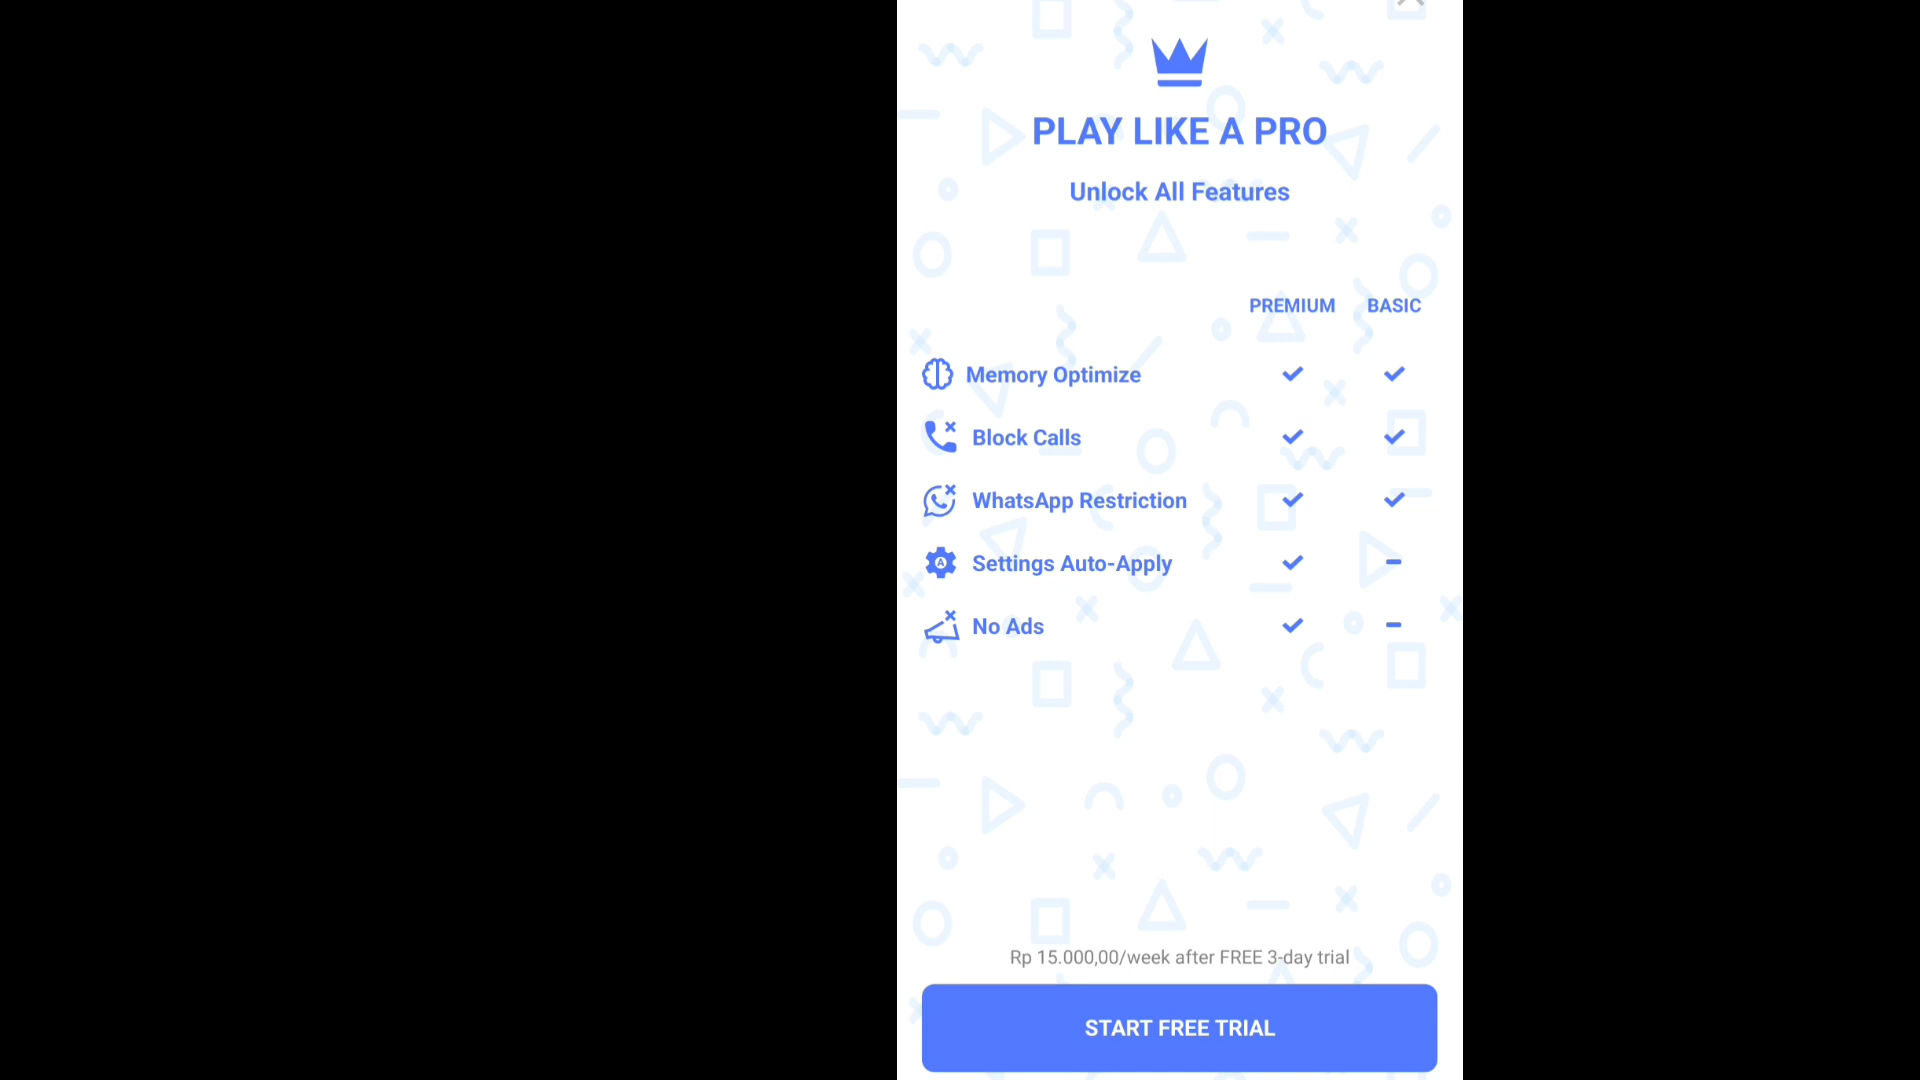 PLAY LIKE A PRO
Unlock All Features
PREMIUM BASIC
Memory Optimize
Block Calls
WhatsApp Restriction
Settings Auto-Apply
No Ads
Rp 15.000,00/week after FREE 3-day trial
START FREE TRIAL